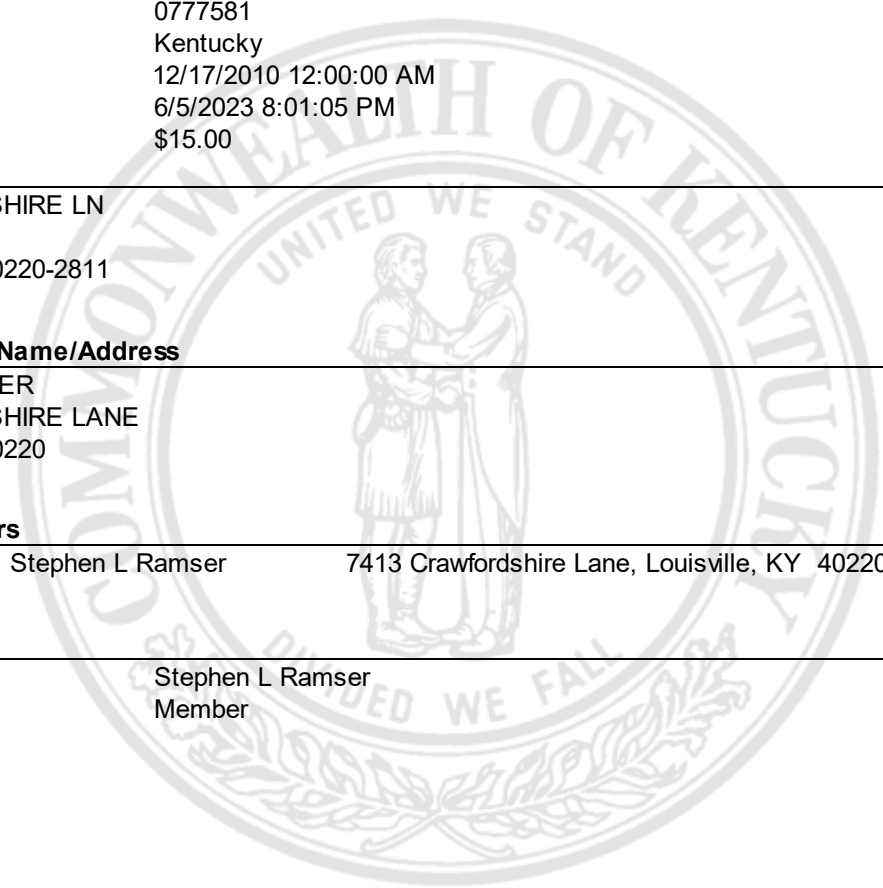 0777581
Kentucky
12/17/2010 12:00:00 AM
6/5/2023 8:01:05 PM
$15.00
SHIRE LN
0220-2811
Name/Address
ER
SHIRE LANE
0220
rs
Stephen L Ramser 7413 Crawfordshire Lane, Louisville, KY 40220
Stephen L Ramser
Member
COMMONWEALTH OF KENTUCKY
UNITED WE STAND
DIVIDED WE FALL